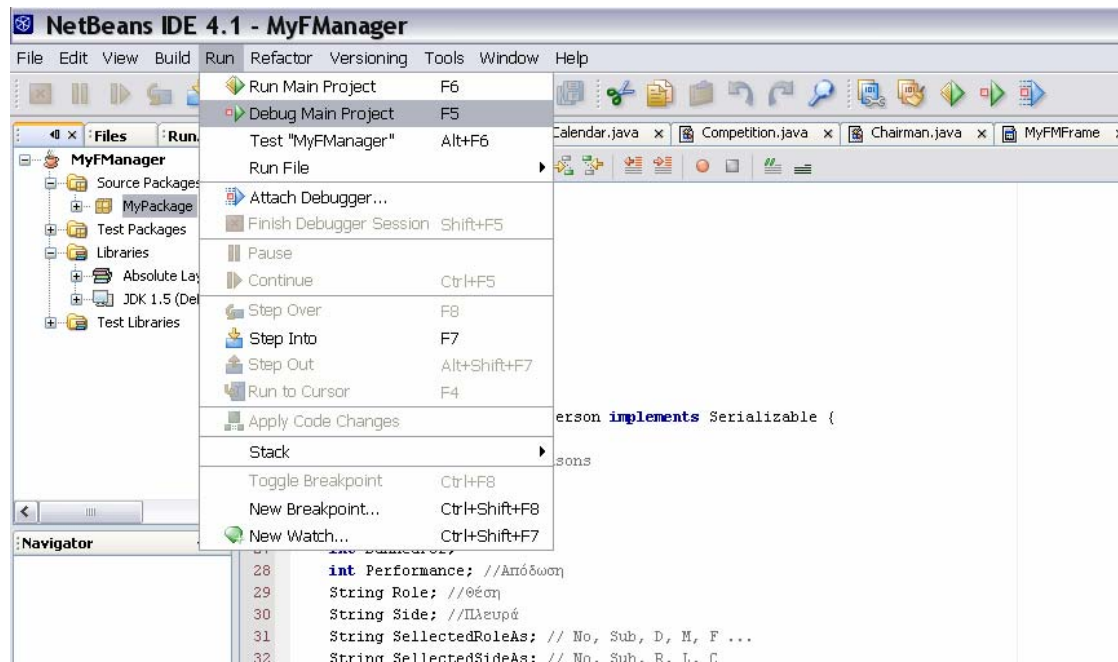 NetBeans IDE 4.1 - MyFManager
File Edit View Build Run Refactor Versioning Tools Window Help
Files Run
Calendar.java Competition.java Chairman.java MyFMFrame
Run Main Project F6
Debug Main Project F5
Test "MyFManager" Alt+F6
Run File
Attach Debugger...
Finish Debugger Session Shift+F5
Pause
Continue Ctrl+F5
Step Over F8
Step Into F7
Step Out Alt+Shift+F7
Run to Cursor F4
Apply Code Changes
Stack
Toggle Breakpoint Ctrl+F8
New Breakpoint... Ctrl+Shift+F8
New Watch... Ctrl+Shift+F7
MyFManager
Source Packages
MyPackage
Test Packages
Libraries
Absolute Lay
JDK 1.5 (Def
Test Libraries
Navigator
erson implements Serializable {
sons
28 int Performance; //Απόδωση
29 String Role; //Θέση
30 String Side; //Πλευρά
31 String SellectedRoleAs; // No, Sub, D, M, F ...
32 String SellectedSideAs; // No, Sub, R, L, C